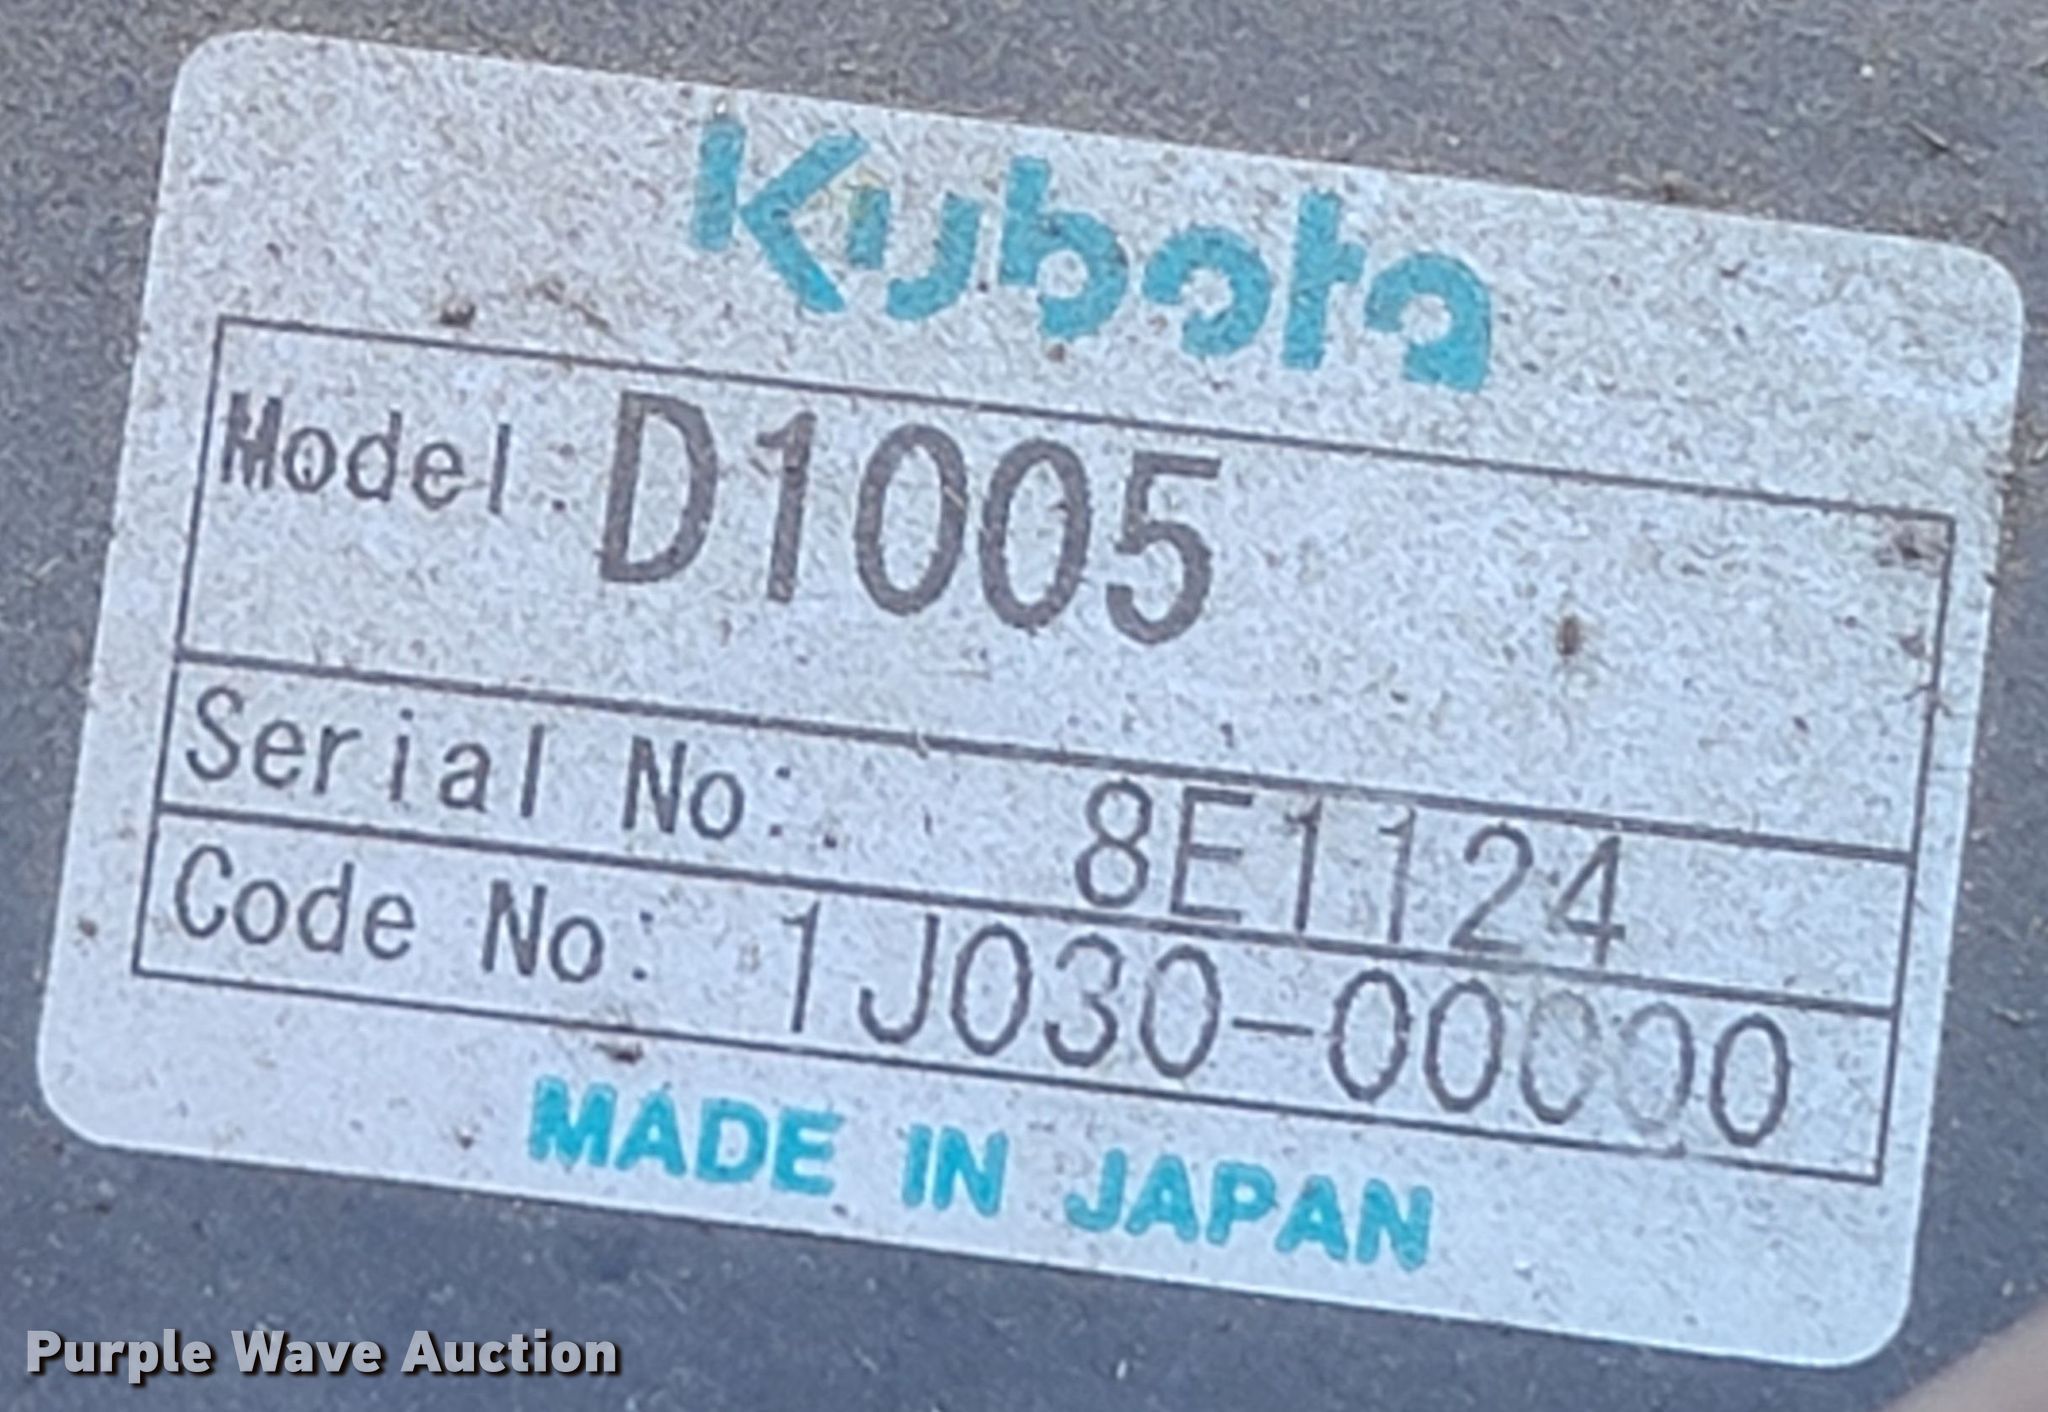 Kubota
Model. D1005
Serial No: 8E1124
Code No: 1J030-00000
MADE IN JAPAN
Purple Wave Auction